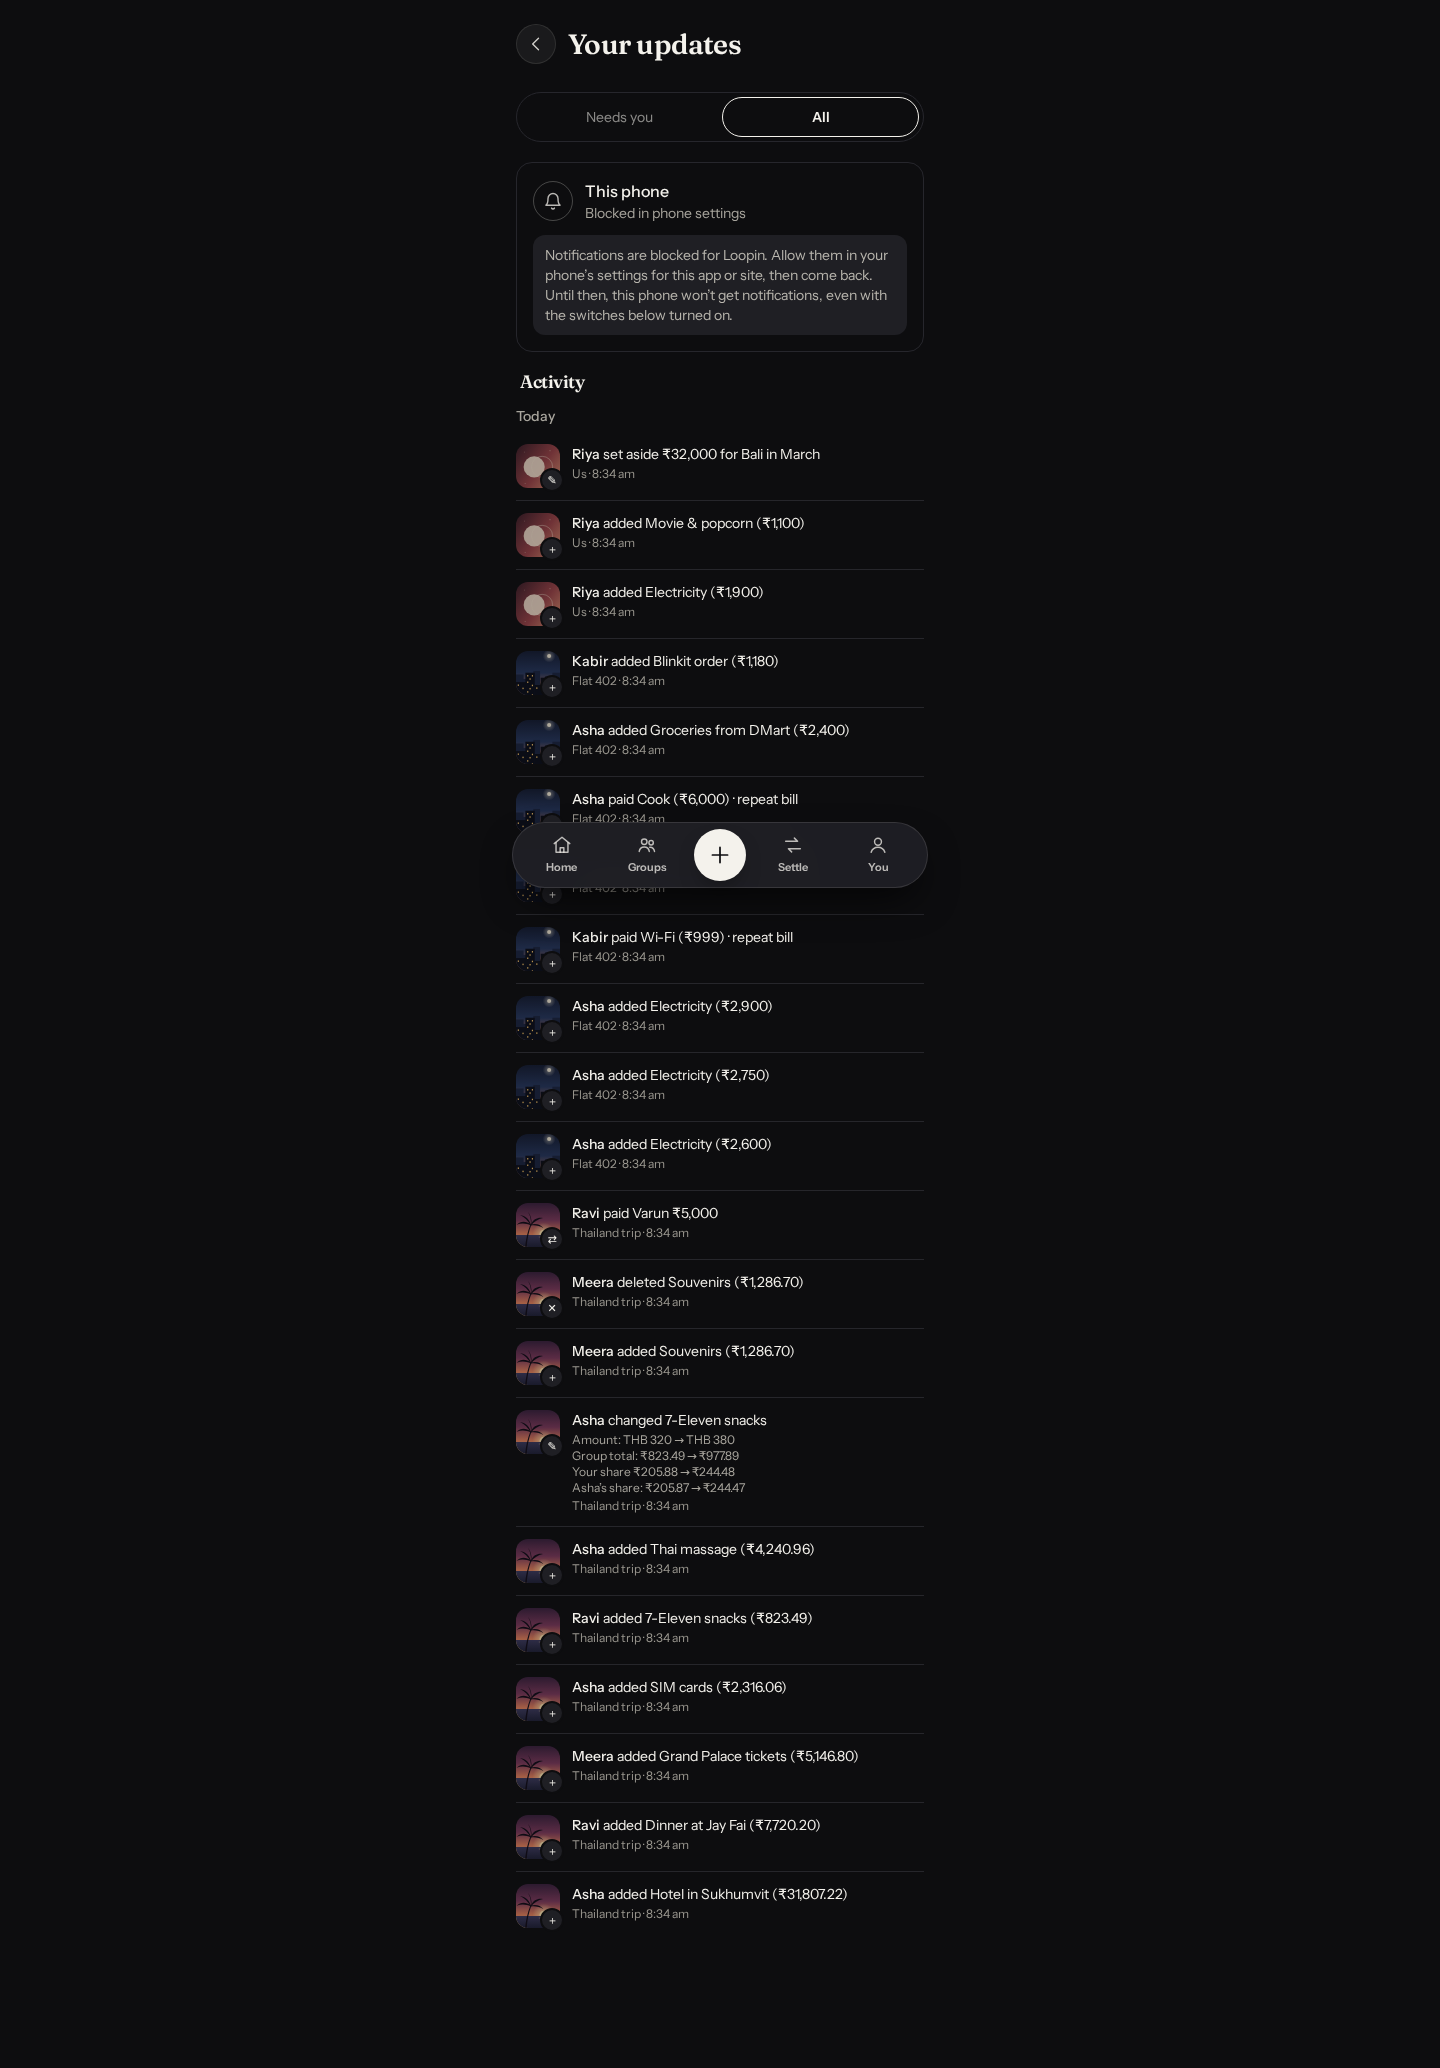 Your updates
Needs you
All
This phone
Blocked in phone settings
Notifications are blocked for Loopin. Allow them in your
phone’s settings for this app or site, then come back.
Until then, this phone won’t get notifications, even with
the switches below turned on.
Activity
Today
Riya set aside ₹32,000 for Bali in March
Us · 8:34 am
Riya added Movie & popcorn (₹1,100)
Us · 8:34 am
Riya added Electricity (₹1,900)
Us · 8:34 am
Kabir added Blinkit order (₹1,180)
Flat 402 · 8:34 am
Asha added Groceries from DMart (₹2,400)
Flat 402 · 8:34 am
Asha paid Cook (₹6,000) · repeat bill
Flat 402 · 8:34 am
Home
Groups
Settle
You
Flat 402 · 8:34 am
Kabir paid Wi-Fi (₹999) · repeat bill
Flat 402 · 8:34 am
Asha added Electricity (₹2,900)
Flat 402 · 8:34 am
Asha added Electricity (₹2,750)
Flat 402 · 8:34 am
Asha added Electricity (₹2,600)
Flat 402 · 8:34 am
Ravi paid Varun ₹5,000
Thailand trip · 8:34 am
Meera deleted Souvenirs (₹1,286.70)
Thailand trip · 8:34 am
Meera added Souvenirs (₹1,286.70)
Thailand trip · 8:34 am
Asha changed 7-Eleven snacks
Amount: THB 320 → THB 380
Group total: ₹823.49 → ₹977.89
Your share ₹205.88 → ₹244.48
Asha’s share: ₹205.87 → ₹244.47
Thailand trip · 8:34 am
Asha added Thai massage (₹4,240.96)
Thailand trip · 8:34 am
Ravi added 7-Eleven snacks (₹823.49)
Thailand trip · 8:34 am
Asha added SIM cards (₹2,316.06)
Thailand trip · 8:34 am
Meera added Grand Palace tickets (₹5,146.80)
Thailand trip · 8:34 am
Ravi added Dinner at Jay Fai (₹7,720.20)
Thailand trip · 8:34 am
Asha added Hotel in Sukhumvit (₹31,807.22)
Thailand trip · 8:34 am